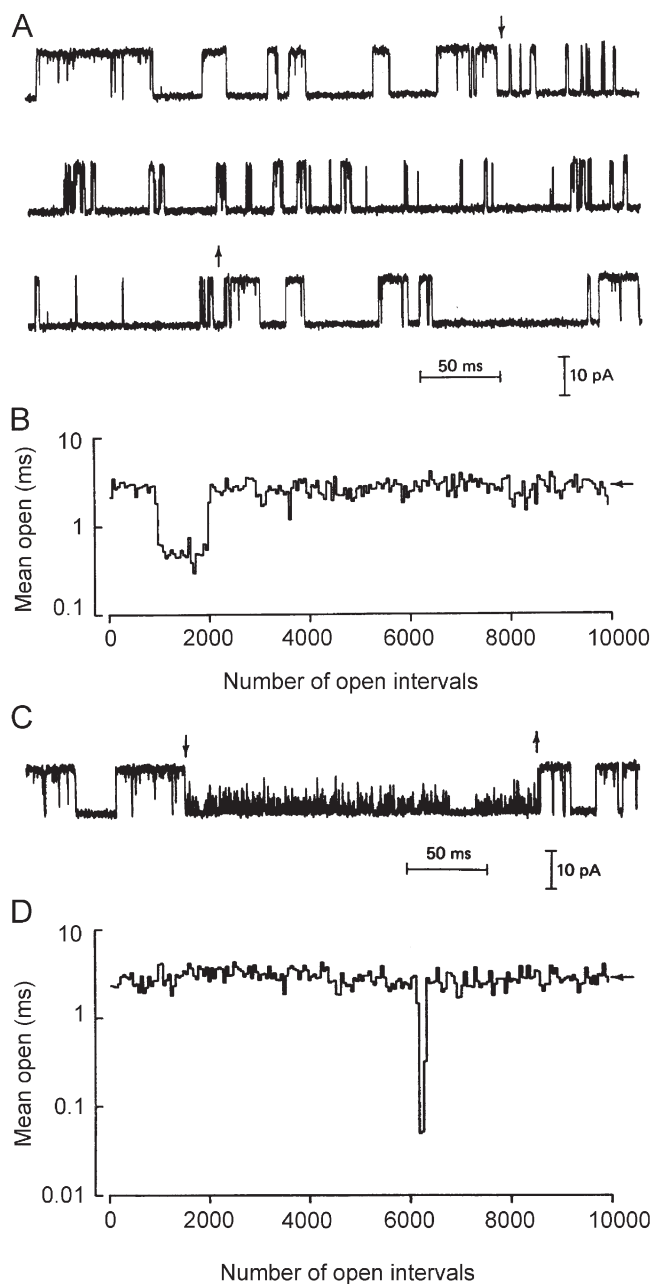 A
50 ms
10 pA
B
Mean open (ms)
10
1
0.1
0 2000 4000 6000 8000 10000
Number of open intervals
C
50 ms
10 pA
D
Mean open (ms)
10
1
0.1
0.01
0 2000 4000 6000 8000 10000
Number of open intervals